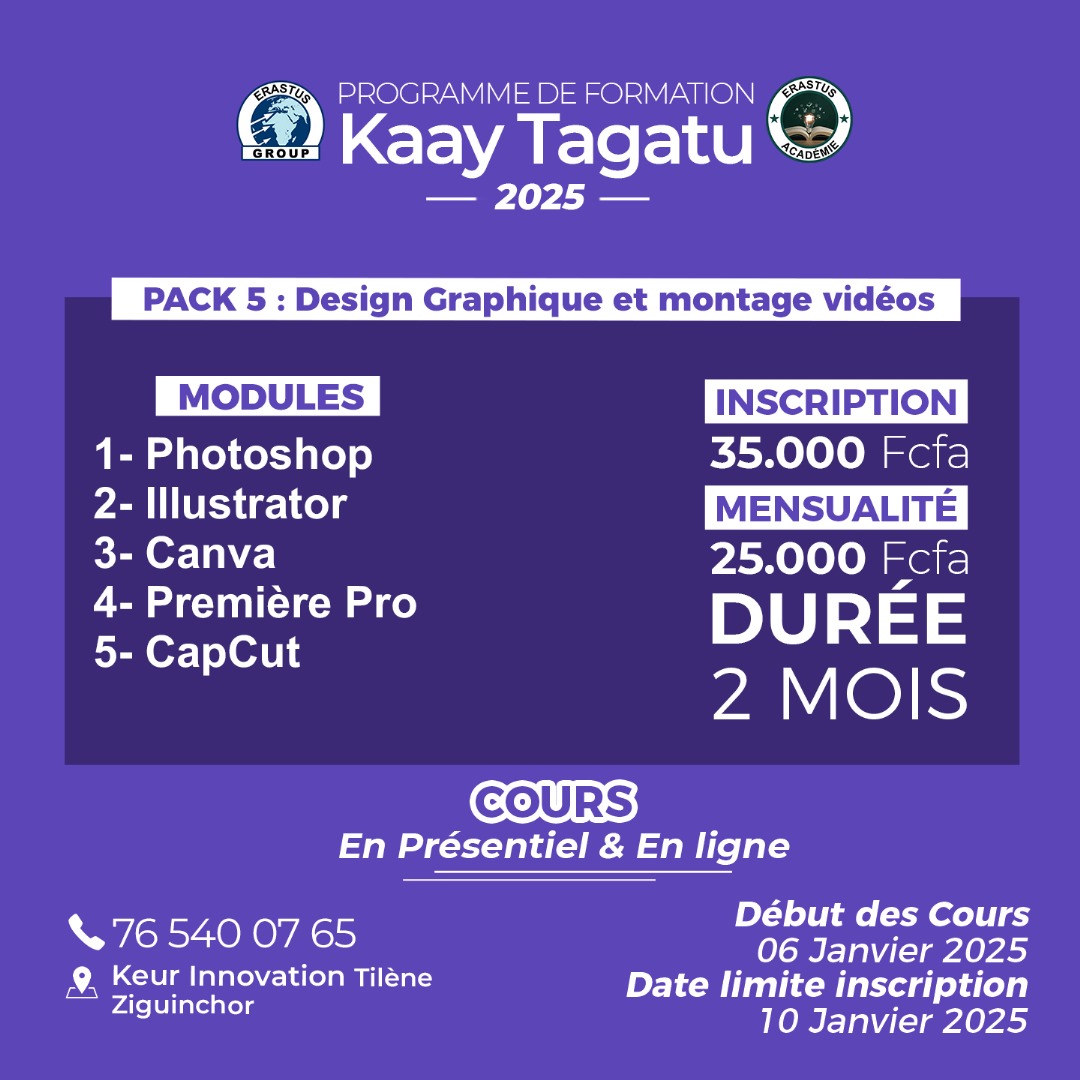 ERASTUS
GROUP
PROGRAMME DE FORMATION
Kaay Tagatu
2025
ERASTUS
ACADÉMIE
PACK 5 : Design Graphique et montage vidéos
MODULES
1- Photoshop
2- Illustrator
3- Canva
4- Première Pro
5- CapCut
INSCRIPTION
35.000 Fcfa
MENSUALITÉ
25.000 Fcfa
DURÉE
2 MOIS
COURS
En Présentiel & En ligne
76 540 07 65
Keur Innovation Tilène
Ziguinchor
Début des Cours
06 Janvier 2025
Date limite inscription
10 Janvier 2025